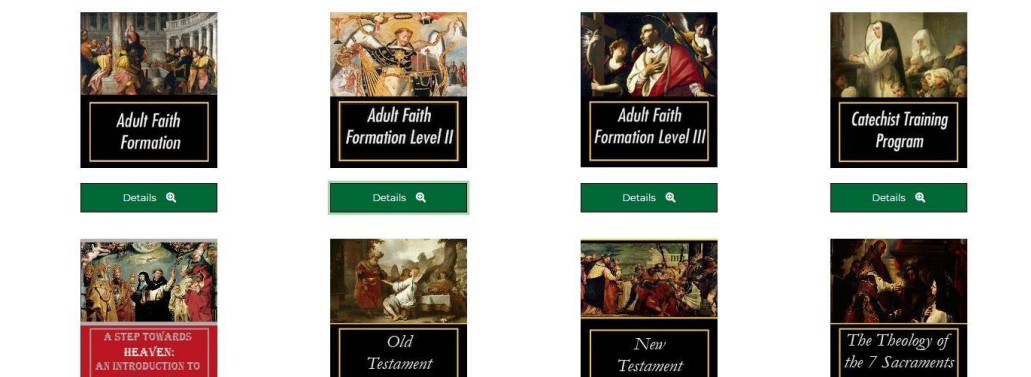 Adult Faith
Formation
Adult Faith
Formation Level II
Adult Faith
Formation Level III
Catechist Training
Program
Details
Details
Details
Details
A STEP TOWARDS
HEAVEN:
AN INTRODUCTION TO
Old
Testament
New
Testament
The Theology of
the 7 Sacraments